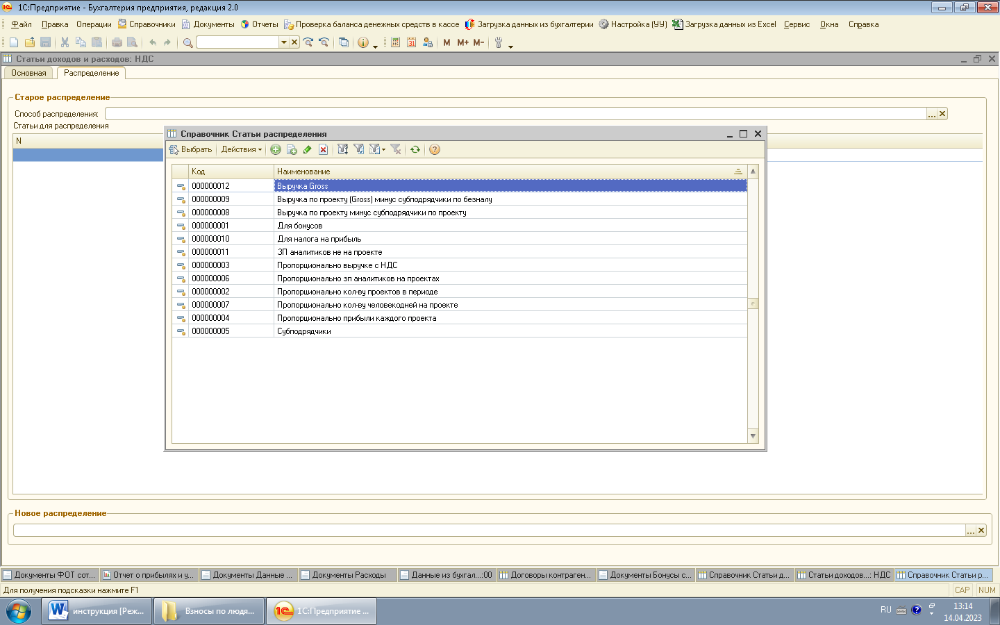 1С:Предприятие - Бухгалтерия предприятия, редакция 2.0
Файл Правка Операции Справочники Документы Отчеты Проверка баланса денежных средств в кассе Загрузка данных из бухгалтерии Настройка (УУ) Загрузка данных из Excel Сервис Окна Справка
M M+ M-
Статьи доходов и расходов: НДС
Основная Распределение
Старое распределение
Способ распределения:
Статьи для распределения
N
Справочник Статьи распределения
Выбрать Действия
Код Наименование
000000012 Выручка Gross
000000009 Выручка по проекту (Gross) минус субподрядчики по безналу
000000008 Выручка по проекту минус субподрядчики по проекту
000000001 Для бонусов
000000010 Для налога на прибыль
000000011 ЗП аналитиков не на проекте
000000003 Пропорционально выручке с НДС
000000006 Пропорционально зп аналитиков на проектах
000000002 Пропорционально кол-ву проектов в периоде
000000007 Пропорционально кол-ву человекодней на проекте
000000004 Пропорционально прибыли каждого проекта
000000005 Субподрядчики
Новое распределение
Документы ФОТ сот... Отчет о прибылях и у... Документы Данные ... Документы Расходы Данные из бухгал...:00 Договоры контраген... Документы Бонусы с... Справочник Статьи д... Статьи доходов...: НДС Справочник Статьи р...
Для получения подсказки нажмите F1 CAP NUM
инструкция [Реж... Взносы по людя... 1С:Предприятие ... RU 13:14
14.04.2023